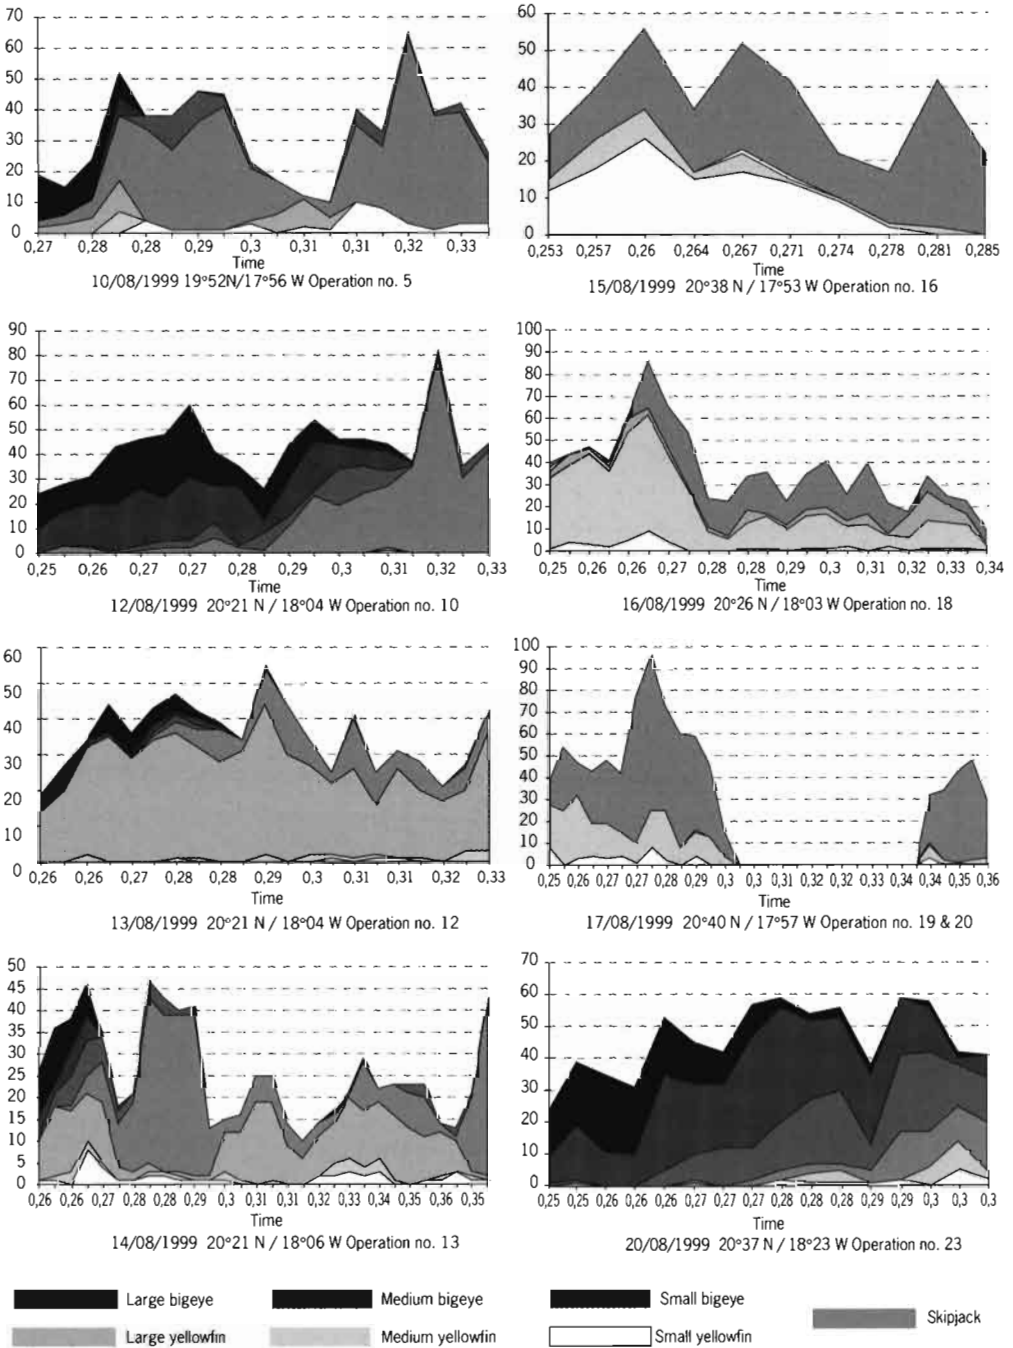 70
60
50
40
30
20
10
0
0,27 0,28 0,28 0,29 0,3 0,31 0,32 0,33
Time
10/08/1999 19°52N/17°56 W Operation no. 5
60
50
40
30
20
10
0
0,253 0,257 0,26 0,264 0,267 0,271 0,274 0,278 0,281 0,285
Time
15/08/1999 20°38 N / 17°53 W Operation no. 16
90
80
70
60
50
40
30
20
10
0
0,25 0,26 0,27 0,27 0,28 0,29 0,3 0,31 0,32 0,33
Time
12/08/1999 20°21 N / 18°04 W Operation no. 10
100
90
80
70
60
50
40
30
20
10
0
0,25 0,26 0,26 0,27 0,28 0,29 0,3 0,31 0,32 0,33 0,34
Time
16/08/1999 20°26 N / 18°03 W Operation no. 18
60
50
40
30
20
10
0
0,26 0,26 0,27 0,28 0,28 0,29 0,3 0,31 0,31 0,32 0,33
Time
13/08/1999 20°21 N / 18°04 W Operation no. 12
100
90
80
70
60
50
40
30
20
10
0
0,25 0,26 0,27 0,27 0,28 0,29 0,3 0,3 0,31 0,32 0,33 0,33 0,34 0,34 0,35 0,36
Time
17/08/1999 20°40 N / 17°57 W Operation no. 19 & 20
50
45
40
35
30
25
20
15
10
5
0
0,26 0,26 0,27 0,28 0,28 0,29 0,3 0,31 0,31 0,32 0,33 0,33 0,34 0,35 0,36 0,35
Time
14/08/1999 20°21 N / 18°06 W Operation no. 13
70
60
50
40
30
20
10
0
0,25 0,25 0,26 0,26 0,26 0,27 0,27 0,27 0,28 0,28 0,28 0,29 0,29 0,3 0,3 0,3
Time
20/08/1999 20°37 N / 18°23 W Operation no. 23
Large bigeye Medium bigeye Small bigeye
Skipjack
Large yellowfin Medium yellowfin Small yellowfin